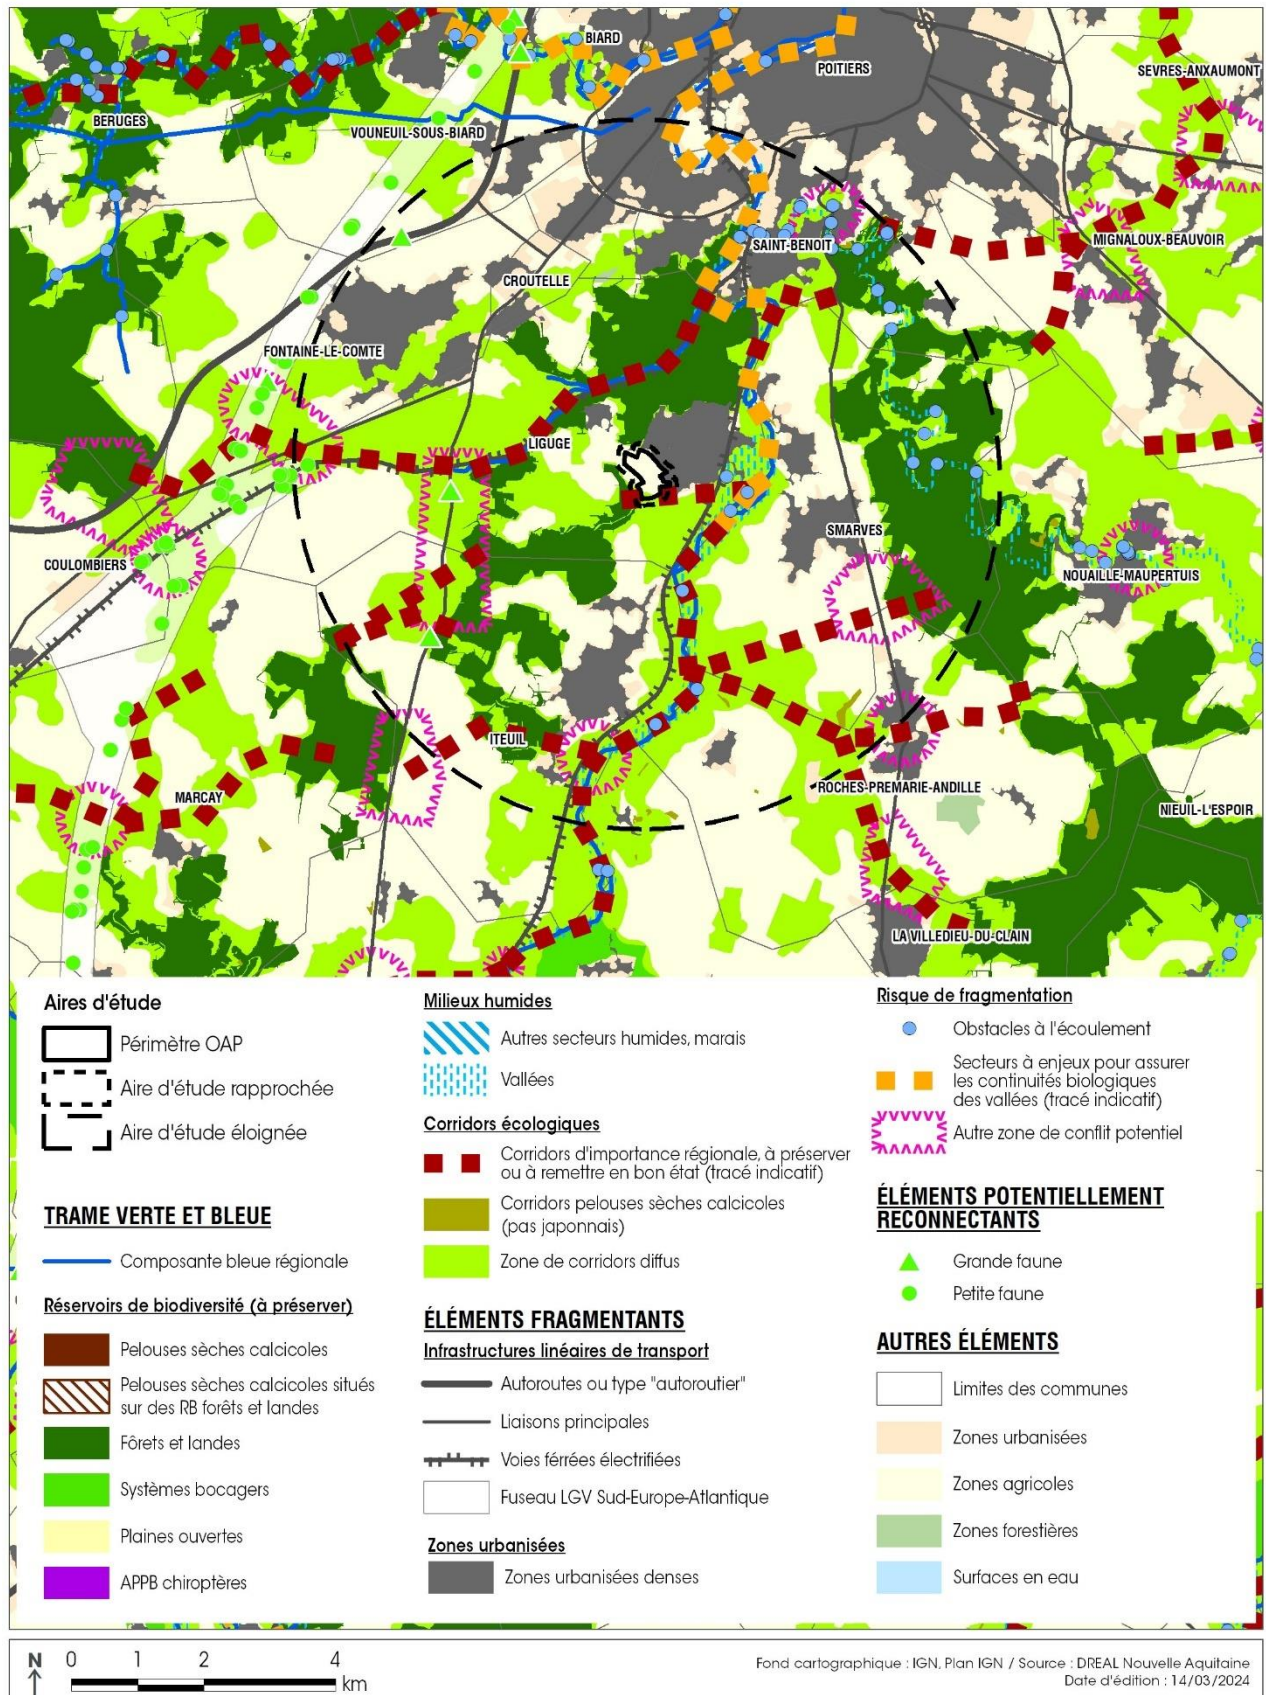 BIARD
POITIERS
SEVRES-ANXAUMONT
BERUGES
VOUNEUIL-SOUS-BIARD
SAINT-BENOIT
MIGNALOUX-BEAUVOIR
CROUTELLE
FONTAINE-LE-COMTE
LIGUGE
SMARVES
COULOMBIERS
NOUAILLE-MAUPERTUIS
ITEUIL
MARCAY
ROCHES-PREMARIE-ANDILLE
NIEUIL-L'ESPOIR
LA VILLEDIEU-DU-CLAIN
Aires d'étude
Périmètre OAP
Aire d'étude rapprochée
Aire d'étude éloignée
TRAME VERTE ET BLEUE
Composante bleue régionale
Réservoirs de biodiversité (à préserver)
Pelouses sèches calcicoles
Pelouses sèches calcicoles situés
sur des RB forêts et landes
Fôrets et landes
Systèmes bocagers
Plaines ouvertes
APPB chiroptères
Milieux humides
Autres secteurs humides, marais
Vallées
Corridors écologiques
Corridors d'importance régionale, à préserver
ou à remettre en bon état (tracé indicatif)
Corridors pelouses sèches calcicoles
(pas japonnais)
Zone de corridors diffus
ÉLÉMENTS FRAGMENTANTS
Infrastructures linéaires de transport
Autoroutes ou type "autoroutier"
Liaisons principales
Voies férrées électrifiées
Fuseau LGV Sud-Europe-Atlantique
Zones urbanisées
Zones urbanisées denses
Risque de fragmentation
Obstacles à l'écoulement
Secteurs à enjeux pour assurer
les continuités biologiques
des vallées (tracé indicatif)
Autre zone de conflit potentiel
ÉLÉMENTS POTENTIELLEMENT
RECONNECTANTS
Grande faune
Petite faune
AUTRES ÉLÉMENTS
Limites des communes
Zones urbanisées
Zones agricoles
Zones forestières
Surfaces en eau
N
0 1 2 4
km
Fond cartographique : IGN, Plan IGN / Source : DREAL Nouvelle Aquitaine
Date d'édition : 14/03/2024